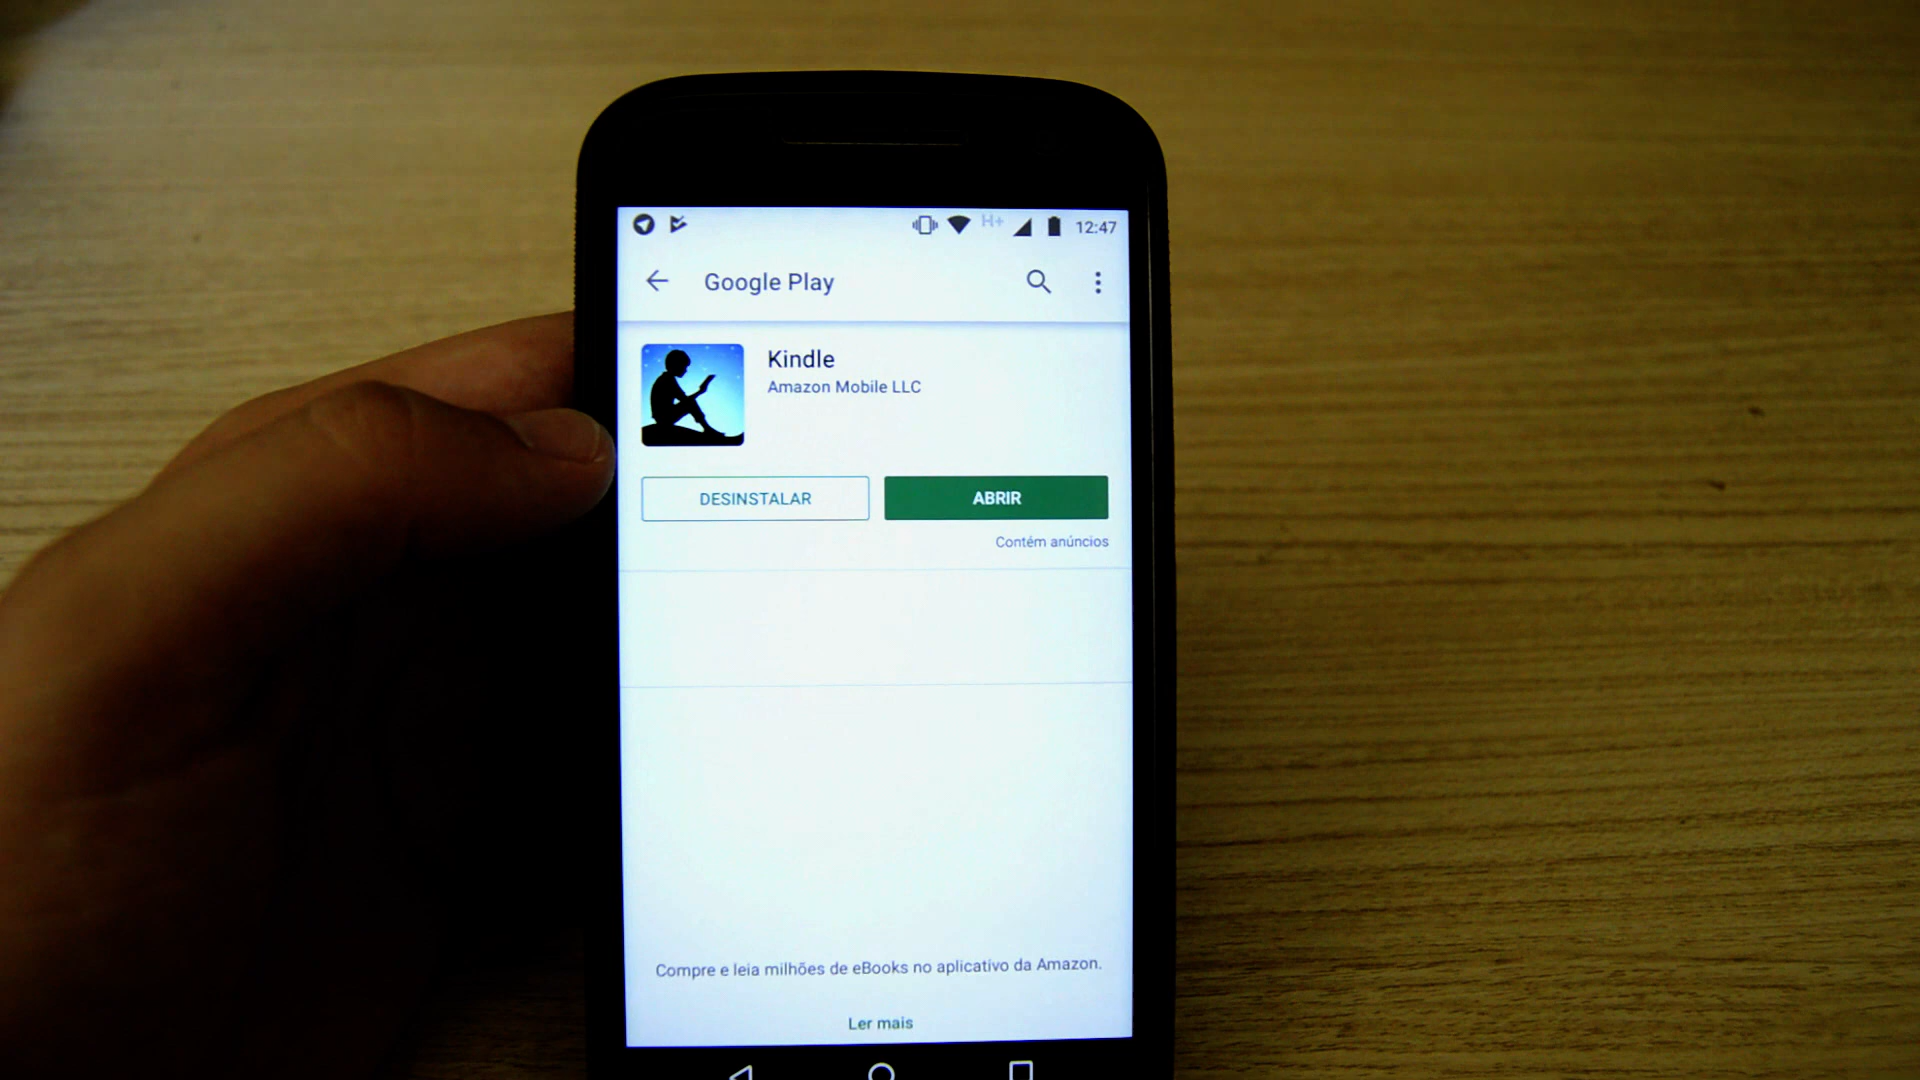 H+ 12:47
Google Play
Kindle
Amazon Mobile LLC
DESINSTALAR
ABRIR
Contém anúncios
Compre e leia milhões de eBooks no aplicativo da Amazon.
Ler mais